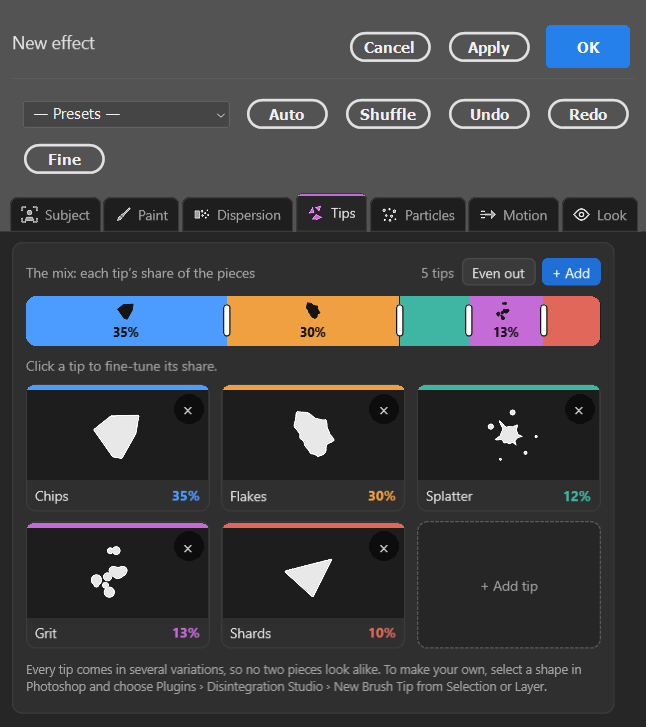 New effect
Cancel
Apply
OK
— Presets —
Auto
Shuffle
Undo
Redo
Fine
Subject
Paint
Dispersion
Tips
Particles
Motion
Look
The mix: each tip's share of the pieces
5 tips
Even out
+ Add
35%
30%
13%
Click a tip to fine-tune its share.
Chips 35%
Flakes 30%
Splatter 12%
Grit 13%
Shards 10%
+ Add tip
Every tip comes in several variations, so no two pieces look alike. To make your own, select a shape in
Photoshop and choose Plugins › Disintegration Studio › New Brush Tip from Selection or Layer.